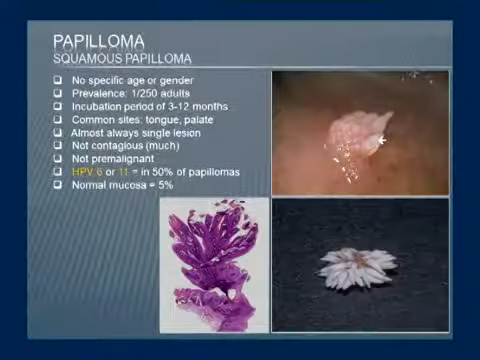 PAPILLOMA
SQUAMOUS PAPILLOMA
No specific age or gender
Prevalence: 1/250 adults
Incubation period of 3-12 months
Common sites: tongue, palate
Almost always single lesion
Not contagious (much)
Not premalignant
HPV 6 or 11 = in 50% of papillomas
Normal mucosa = 5%